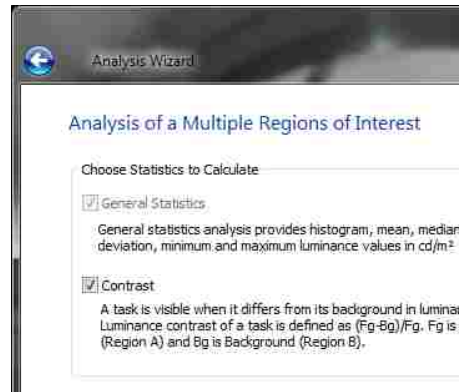 Analysis Wizard
Analysis of a Multiple Regions of Interest
Choose Statistics to Calculate
General Statistics
General statistics analysis provides histogram, mean, median
deviation, minimum and maximum luminance values in cd/m²
Contrast
A task is visible when it differs from its background in
Luminance contrast of a task is defined as (Fg-Bg)/Fg. Fg is
(Region A) and Bg is Background (Region B).